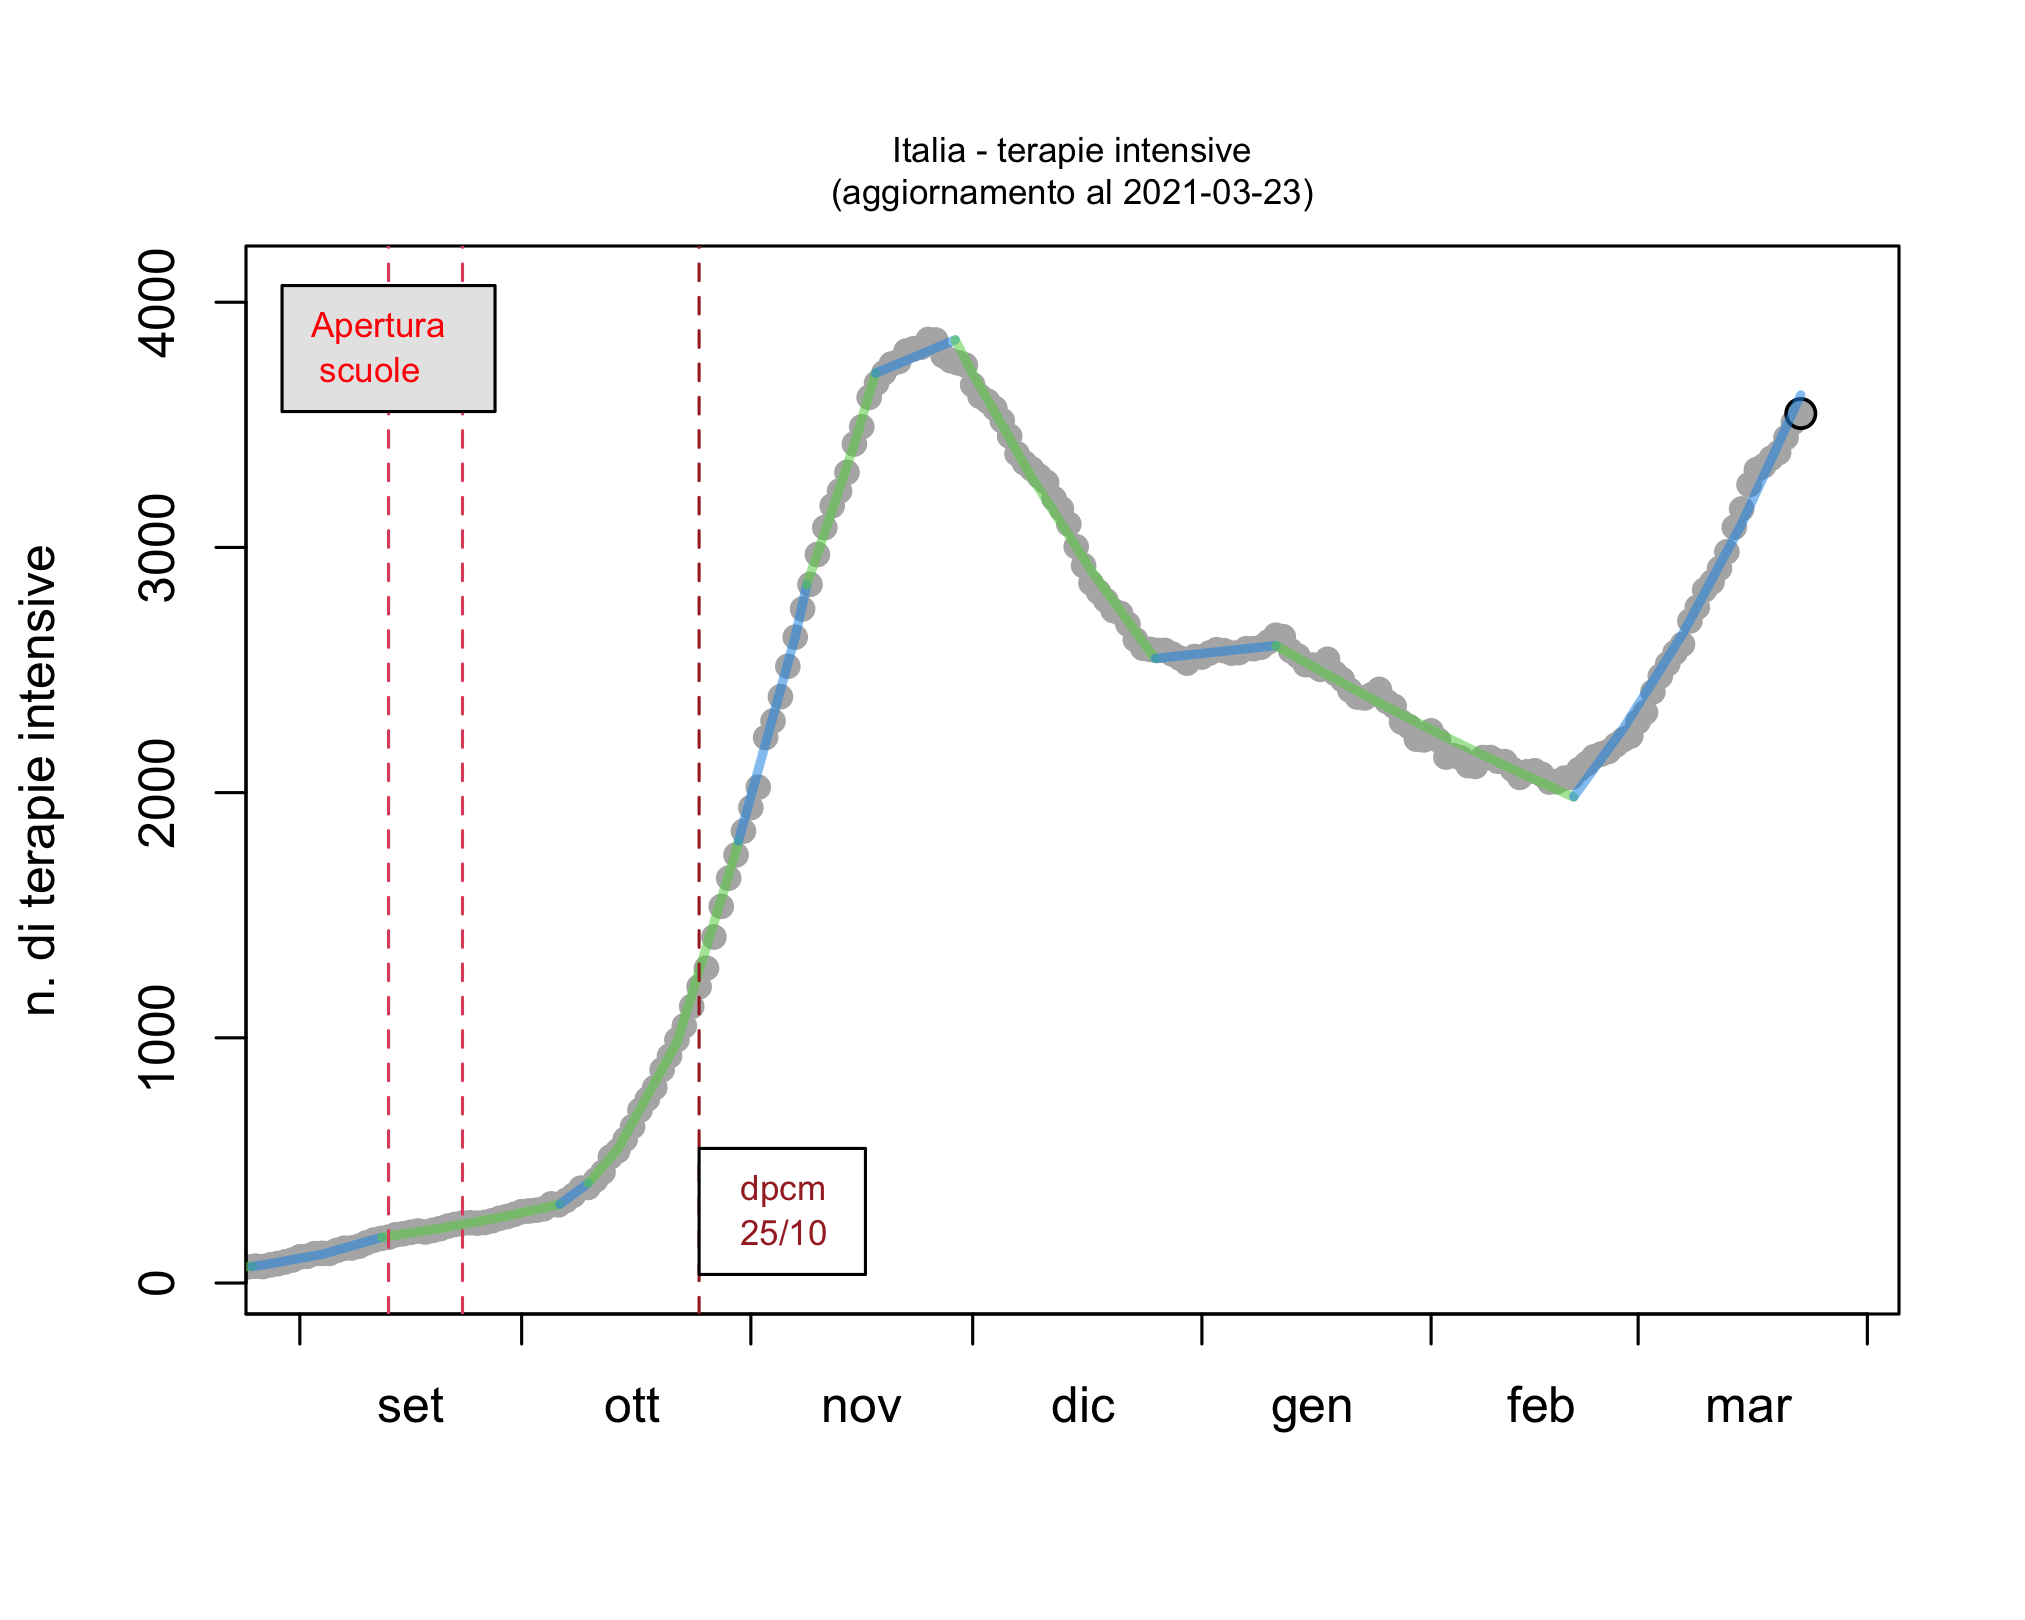 Italia - terapie intensive
(aggiornamento al 2021-03-23)
n. di terapie intensive
4000
3000
2000
1000
0
Apertura
scuole
dpcm
25/10
set
ott
nov
dic
gen
feb
mar